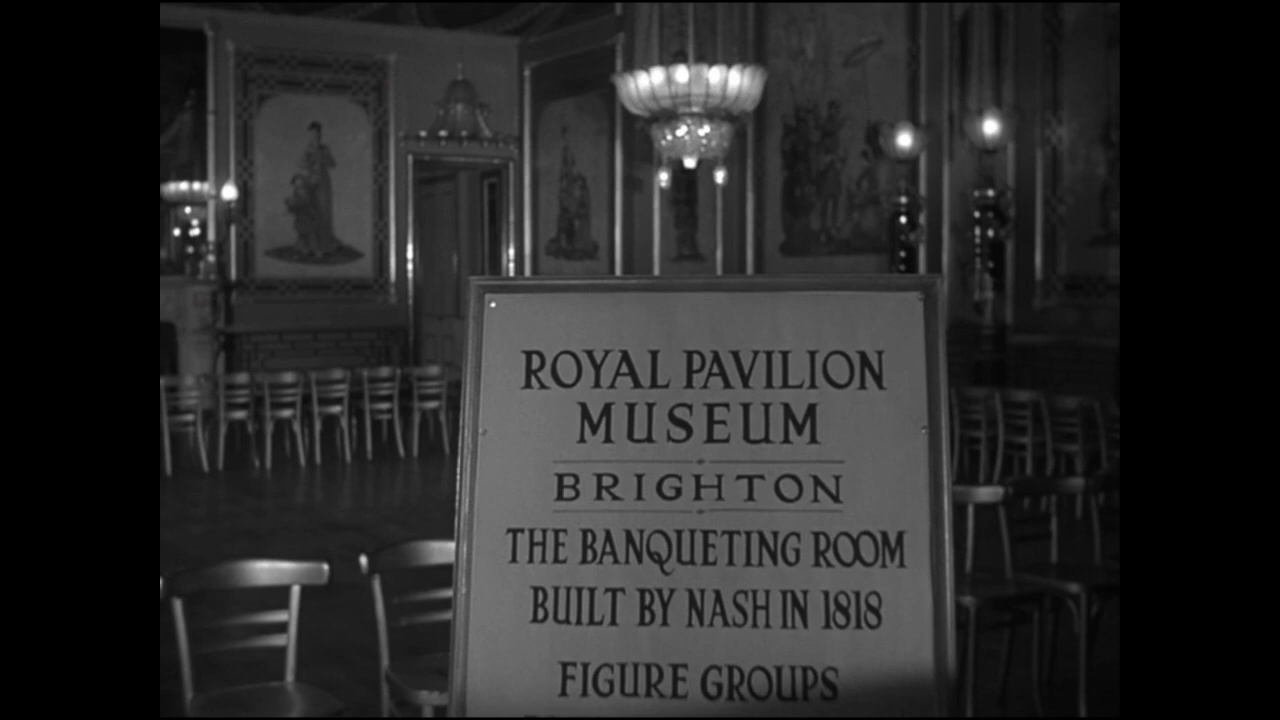 ROYAL PAVILION
MUSEUM
BRIGHTON
THE BANQUETING ROOM
BUILT BY NASH IN 1818
FIGURE GROUPS